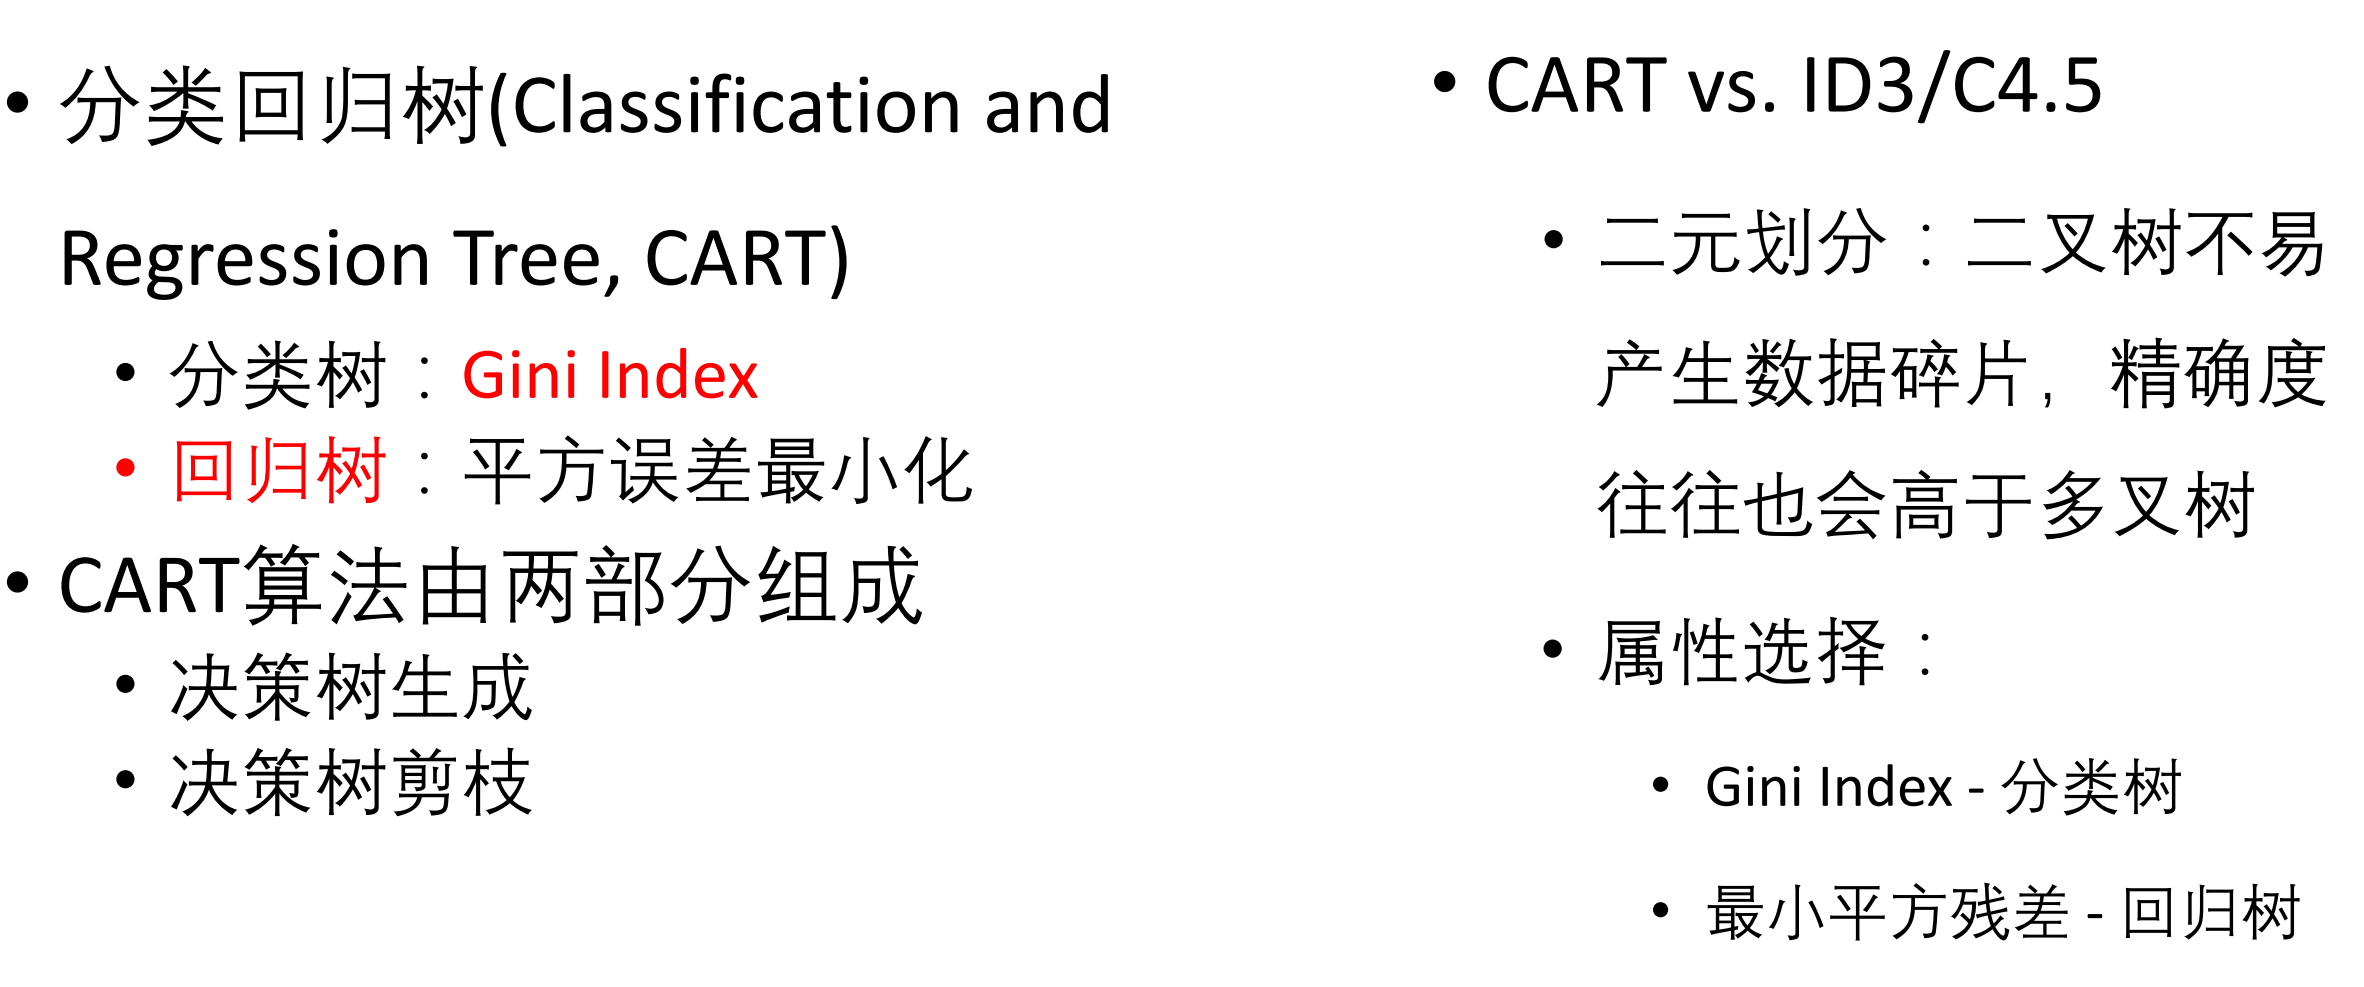 • 分类回归树(Classification and
Regression Tree, CART)
• 分类树：Gini Index
• 回归树：平方误差最小化
• CART算法由两部分组成
• 决策树生成
• 决策树剪枝
• CART vs. ID3/C4.5
• 二元划分：二叉树不易
产生数据碎片，精确度
往往也会高于多叉树
• 属性选择：
• Gini Index - 分类树
• 最小平方残差 - 回归树